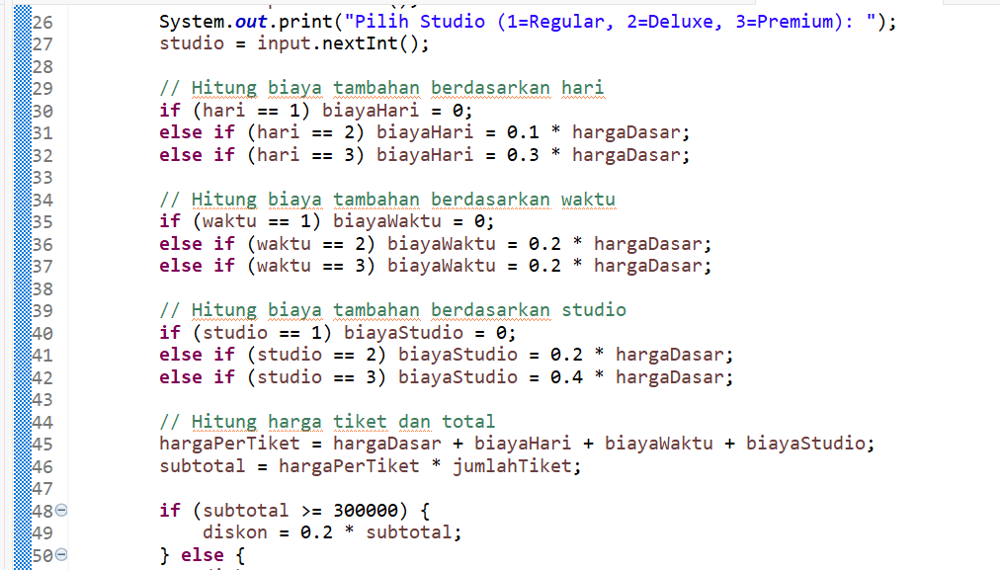 26 System.out.print("Pilih Studio (1=Regular, 2=Deluxe, 3=Premium): ");
27 studio = input.nextInt();
28
29 // Hitung biaya tambahan berdasarkan hari
30 if (hari == 1) biayaHari = 0;
31 else if (hari == 2) biayaHari = 0.1 * hargaDasar;
32 else if (hari == 3) biayaHari = 0.3 * hargaDasar;
33
34 // Hitung biaya tambahan berdasarkan waktu
35 if (waktu == 1) biayaWaktu = 0;
36 else if (waktu == 2) biayaWaktu = 0.2 * hargaDasar;
37 else if (waktu == 3) biayaWaktu = 0.2 * hargaDasar;
38
39 // Hitung biaya tambahan berdasarkan studio
40 if (studio == 1) biayaStudio = 0;
41 else if (studio == 2) biayaStudio = 0.2 * hargaDasar;
42 else if (studio == 3) biayaStudio = 0.4 * hargaDasar;
43
44 // Hitung harga tiket dan total
45 hargaPerTiket = hargaDasar + biayaHari + biayaWaktu + biayaStudio;
46 subtotal = hargaPerTiket * jumlahTiket;
47
48 if (subtotal >= 300000) {
49 diskon = 0.2 * subtotal;
50 } else {